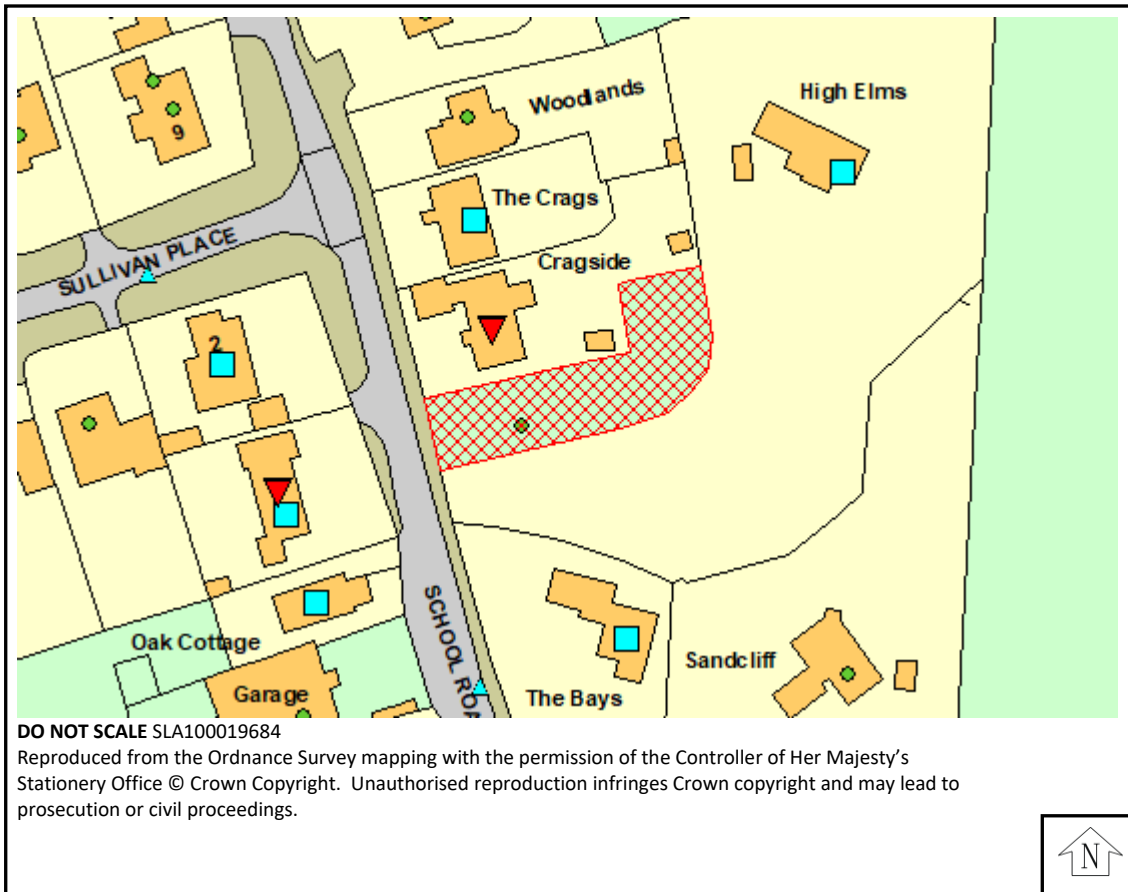 Woodlands
High Elms
9
The Crags
SULLIVAN PLACE
Cragside
2
SCHOOL ROA
Oak Cottage
Sandcliff
Garage
The Bays
DO NOT SCALE SLA100019684
Reproduced from the Ordnance Survey mapping with the permission of the Controller of Her Majesty’s
Stationery Office © Crown Copyright. Unauthorised reproduction infringes Crown copyright and may lead to
prosecution or civil proceedings.
N